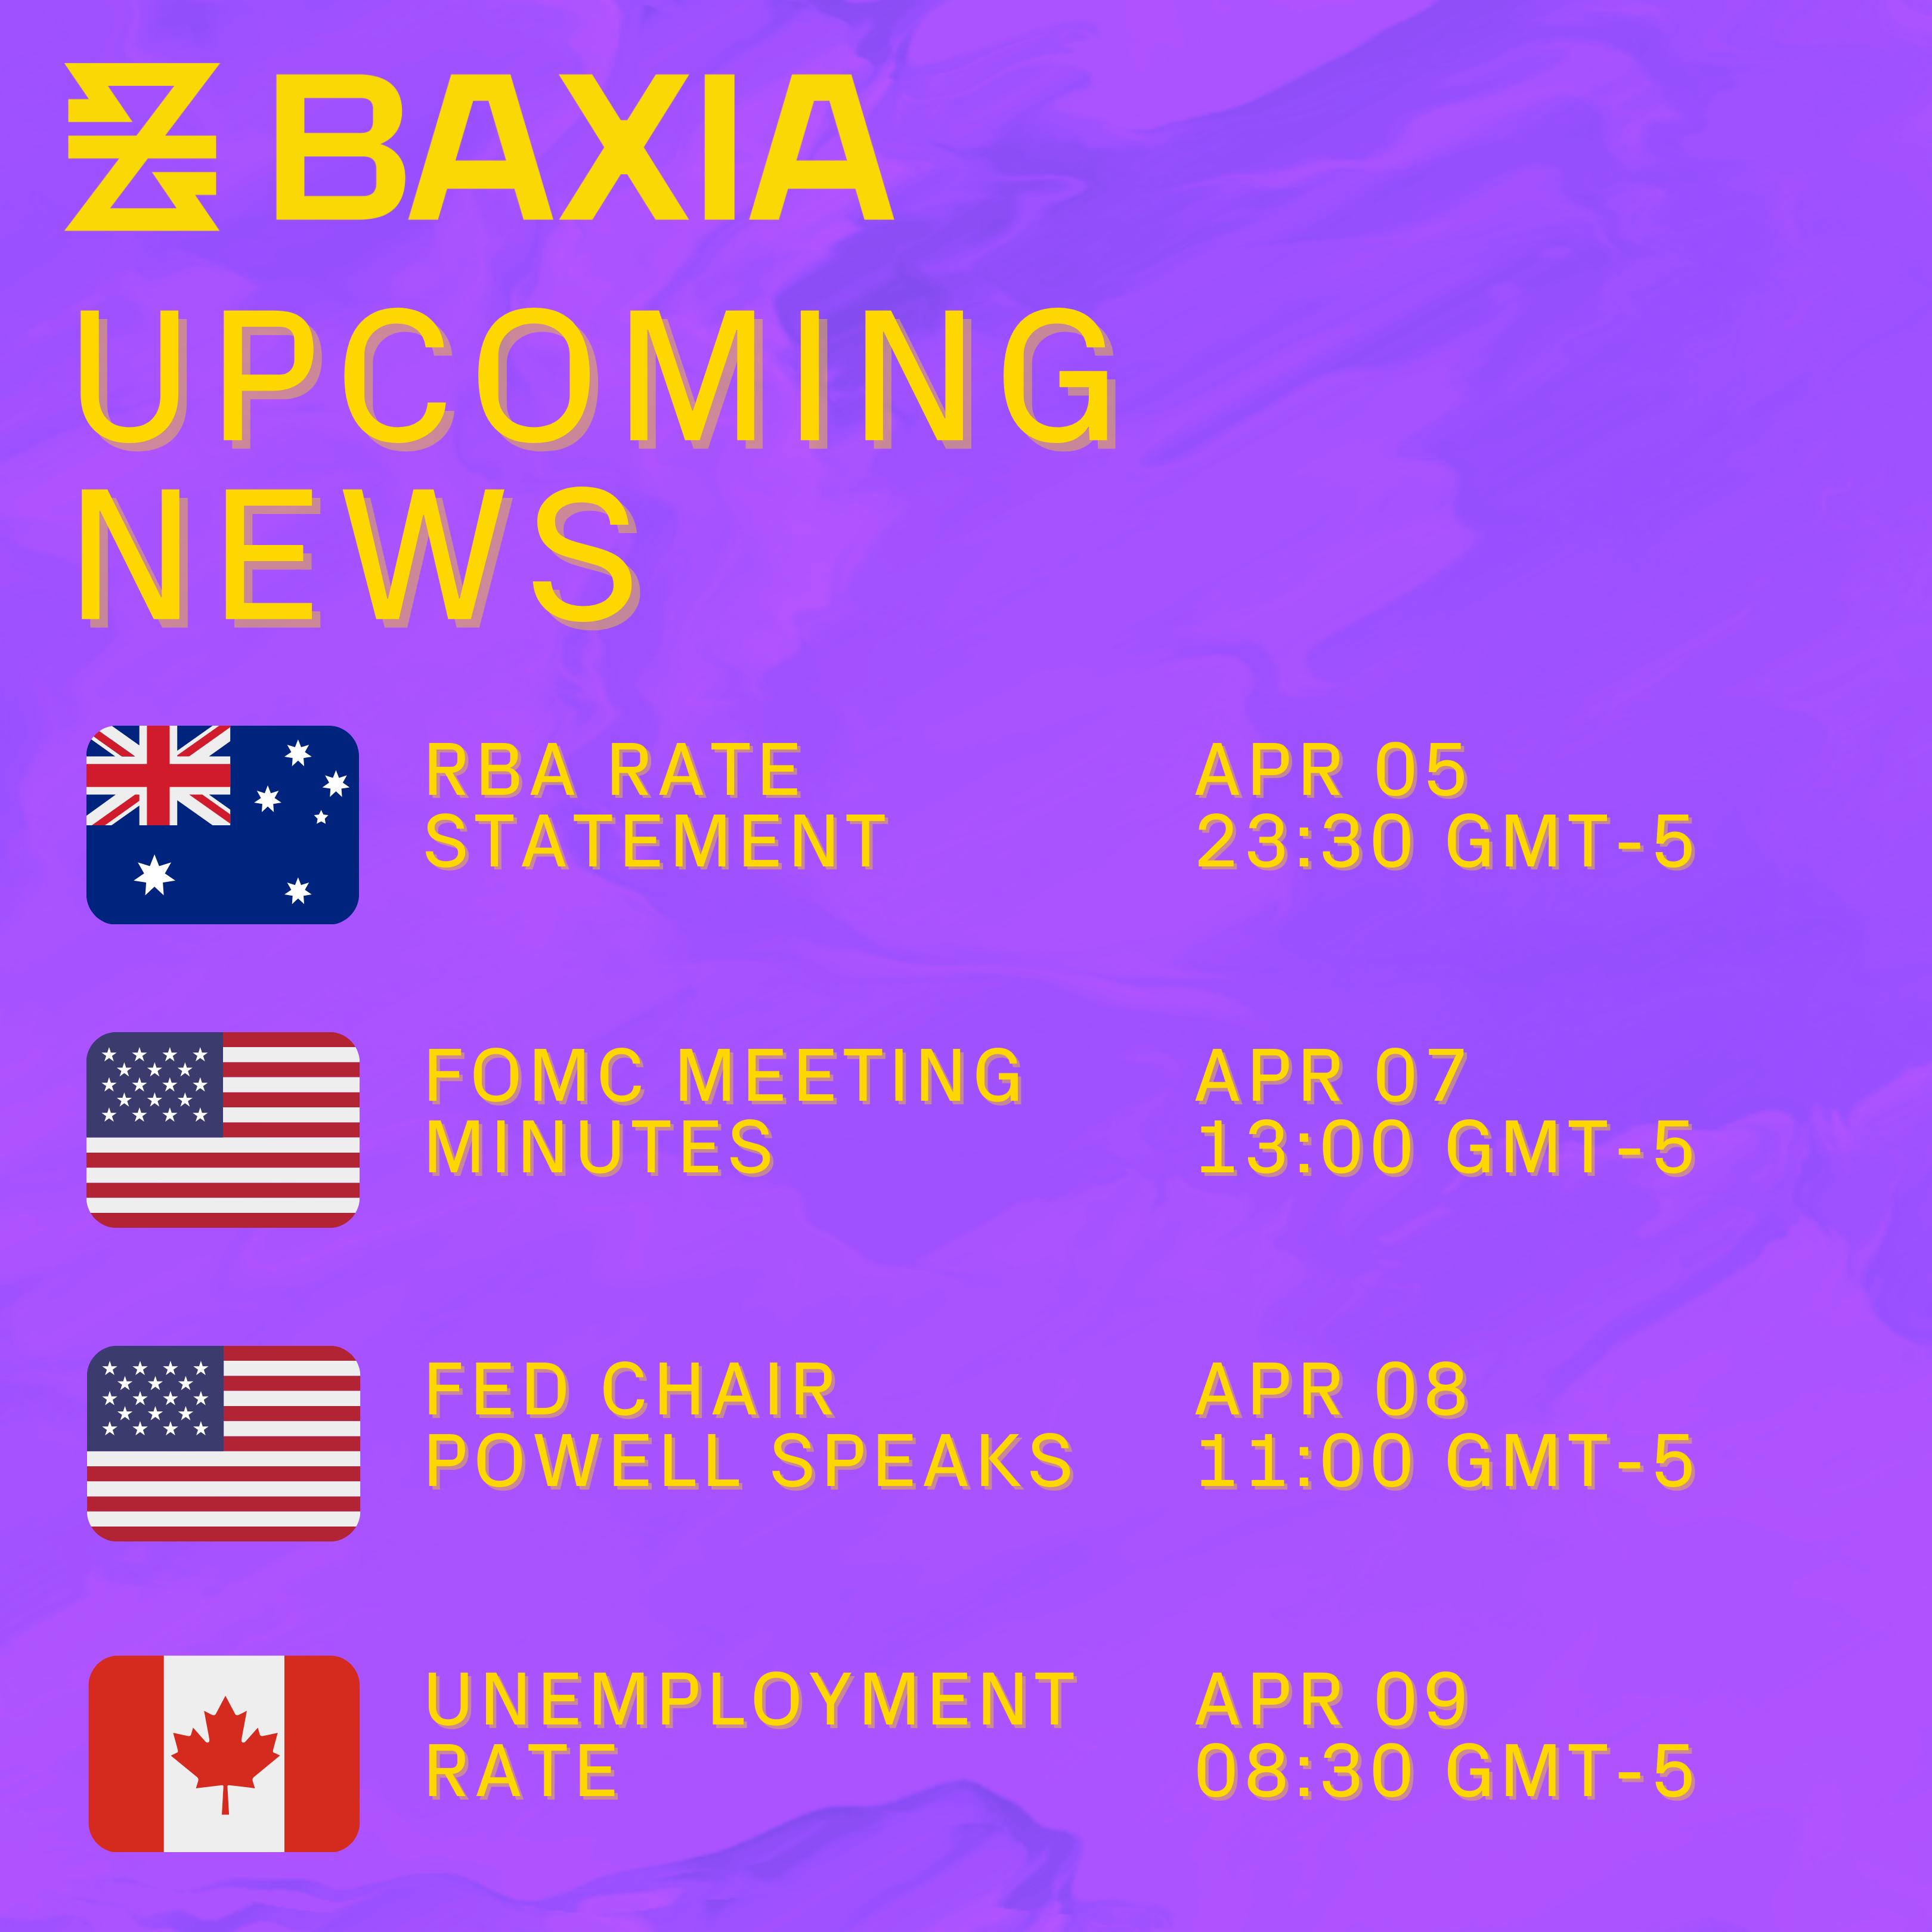 BAXIA
UPCOMING
NEWS
RBA RATE
STATEMENT
APR 05
23:30 GMT-5
FOMC MEETING
MINUTES
APR 07
13:00 GMT-5
FED CHAIR
POWELL SPEAKS
APR 08
11:00 GMT-5
UNEMPLOYMENT
RATE
APR 09
08:30 GMT-5